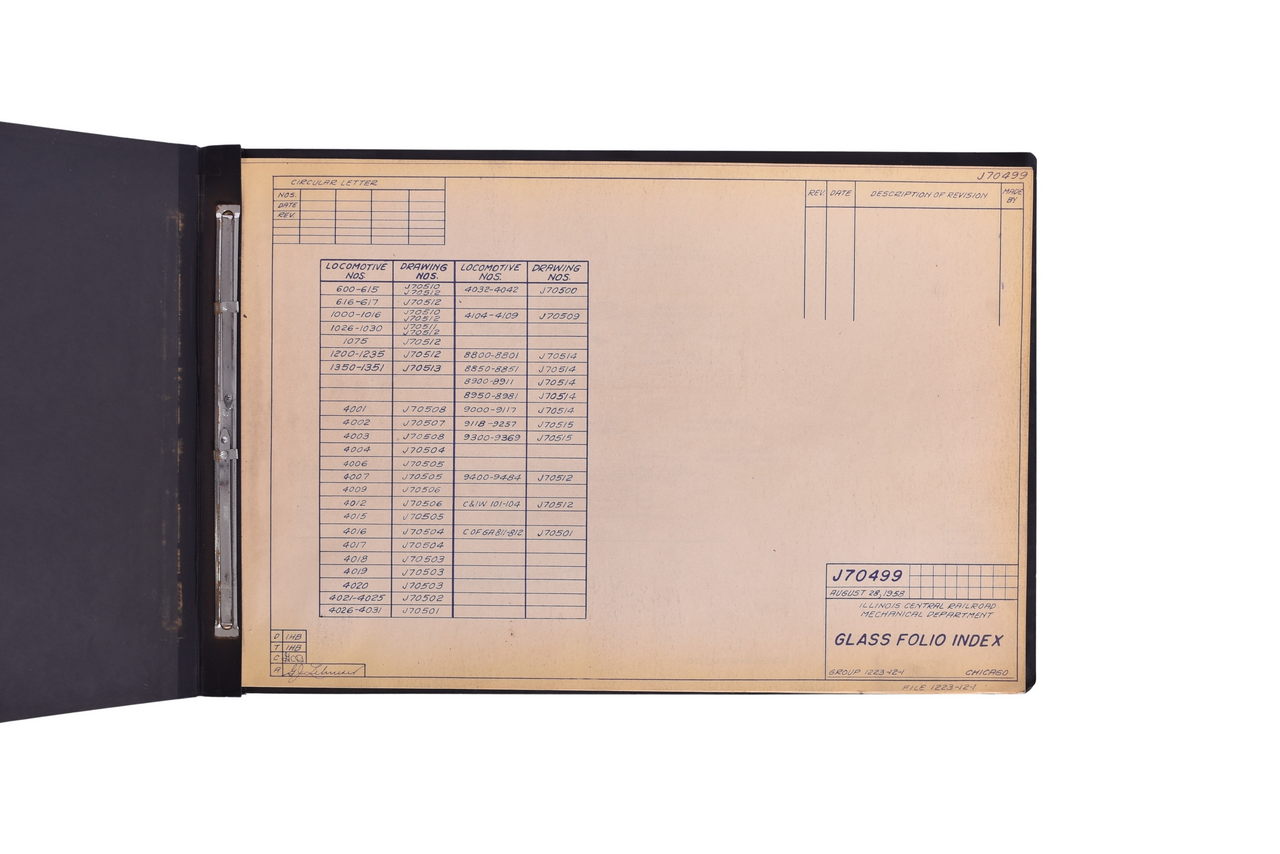 J70499
CIRCULAR LETTER
NOS.
DATE
REV.
REV. DATE DESCRIPTION OF REVISION MADE BY
LOCOMOTIVE NOS. DRAWING NOS. LOCOMOTIVE NOS. DRAWING NOS.
600-615 J70510 J70512 4032-4042 J70500
616-617 J70512
1000-1016 J70510 J70512 4104-4109 J70509
1026-1030 J70511 J70512
1075 J70512
1200-1235 J70512 8800-8801 J70514
1350-1351 J70513 8850-8851 J70514
8900-8911 J70514
8950-8981 J70514
4001 J70508 9000-9117 J70514
4002 J70507 9118-9237 J70515
4003 J70508 9300-9369 J70515
4004 J70504
4006 J70505
4007 J70505 9400-9484 J70512
4009 J70506
4012 J70506 C&IW 101-104 J70512
4015 J70505
4016 J70504 C OF GA 811-812 J70501
4017 J70504
4018 J70503
4019 J70503
4020 J70503
4021-4025 J70502
4026-4031 J70501
D IHB
T IHB
C
A
J70499
AUGUST 28, 1958
ILLINOIS CENTRAL RAILROAD
MECHANICAL DEPARTMENT
GLASS FOLIO INDEX
GROUP 1223-12-1 CHICAGO
FILE 1223-12-1